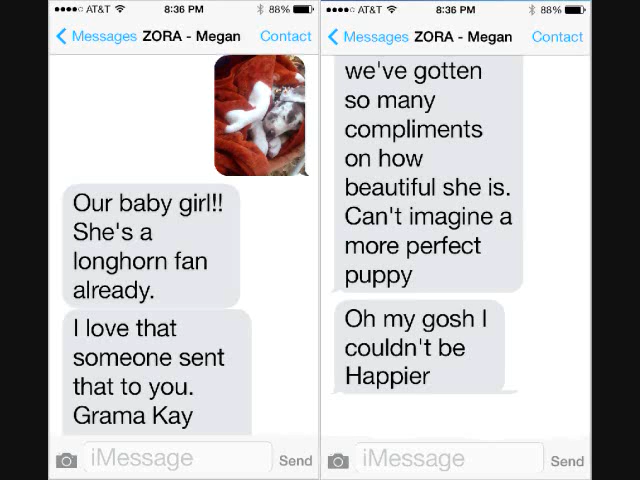 AT&T 8:36 PM 88%
Messages ZORA - Megan Contact
Our baby girl!!
She's a
longhorn fan
already.
I love that
someone sent
that to you.
Grama Kay
iMessage Send
AT&T 8:36 PM 88%
Messages ZORA - Megan Contact
we've gotten
so many
compliments
on how
beautiful she is.
Can't imagine a
more perfect
puppy
Oh my gosh I
couldn't be
Happier
iMessage Send